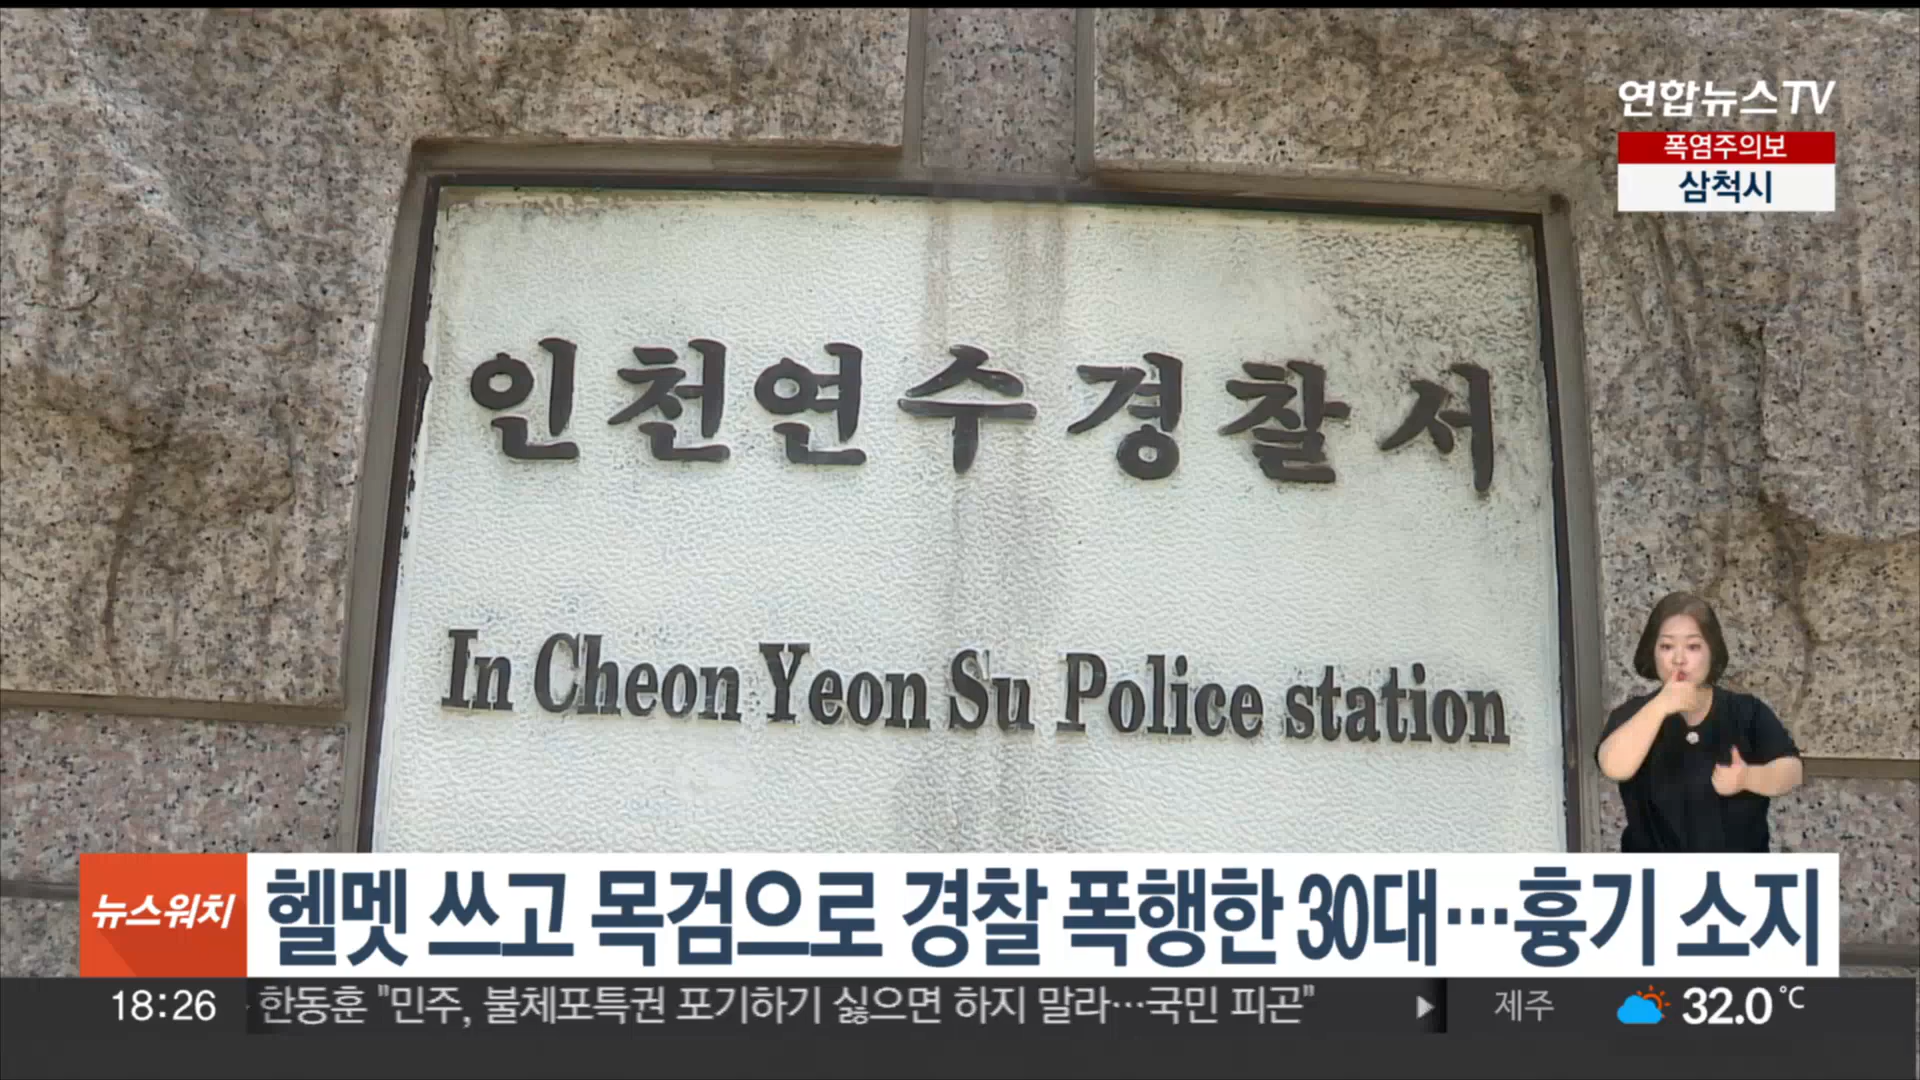 연합뉴스TV
폭염주의보
삼척시
인천연수경찰서
In Cheon Yeon Su Police station
뉴스워치
헬멧 쓰고 목검으로 경찰 폭행한 30대…흉기 소지
18:26 한동훈 "민주, 불체포특권 포기하기 싫으면 하지 말라…국민 피곤" 제주 32.0℃